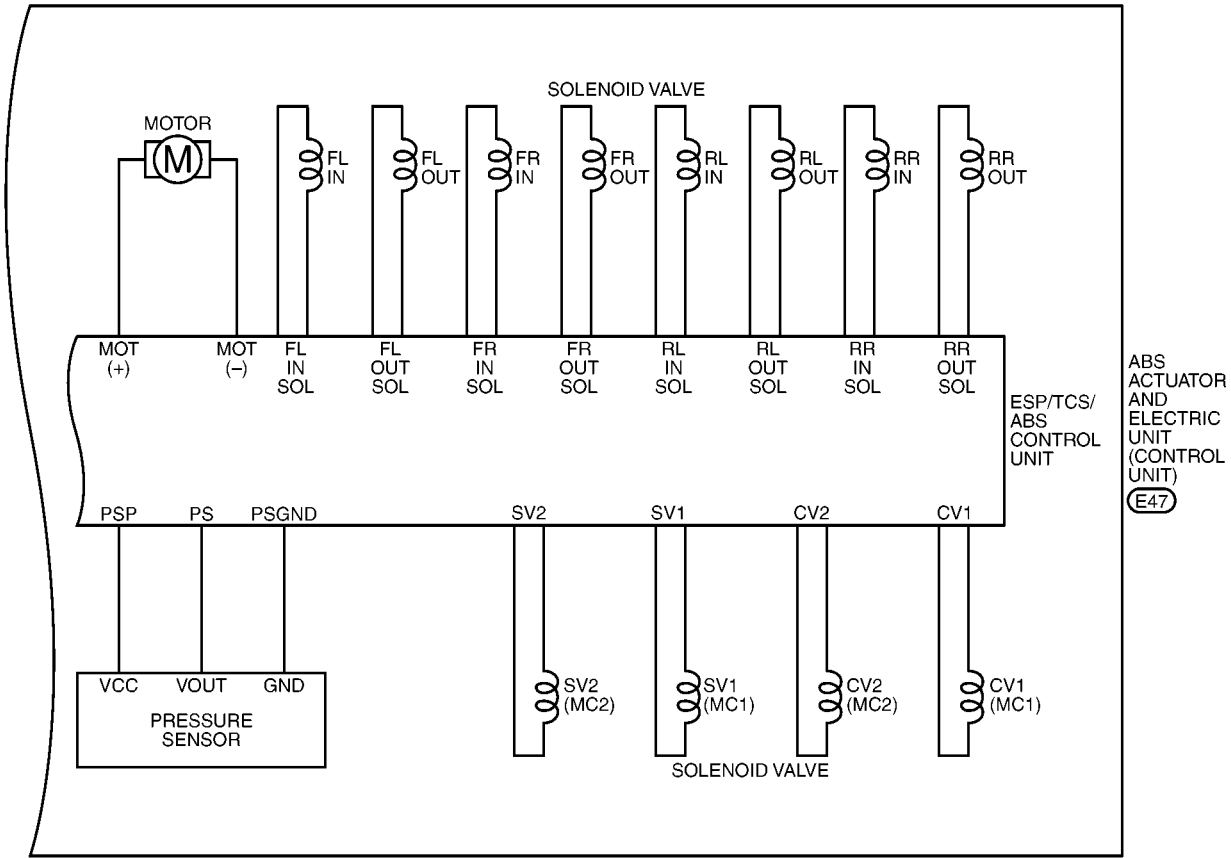 SOLENOID VALVE
MOTOR
M
FL
IN
FL
OUT
FR
IN
FR
OUT
RL
IN
RL
OUT
RR
IN
RR
OUT
MOT
(+)
MOT
(–)
FL
IN
SOL
FL
OUT
SOL
FR
IN
SOL
FR
OUT
SOL
RL
IN
SOL
RL
OUT
SOL
RR
IN
SOL
RR
OUT
SOL
ESP/TCS/
ABS
CONTROL
UNIT
ABS
ACTUATOR
AND
ELECTRIC
UNIT
(CONTROL
UNIT)
E47
PSP
PS
PSGND
SV2
SV1
CV2
CV1
VCC
VOUT
GND
PRESSURE
SENSOR
SV2
(MC2)
SV1
(MC1)
CV2
(MC2)
CV1
(MC1)
SOLENOID VALVE